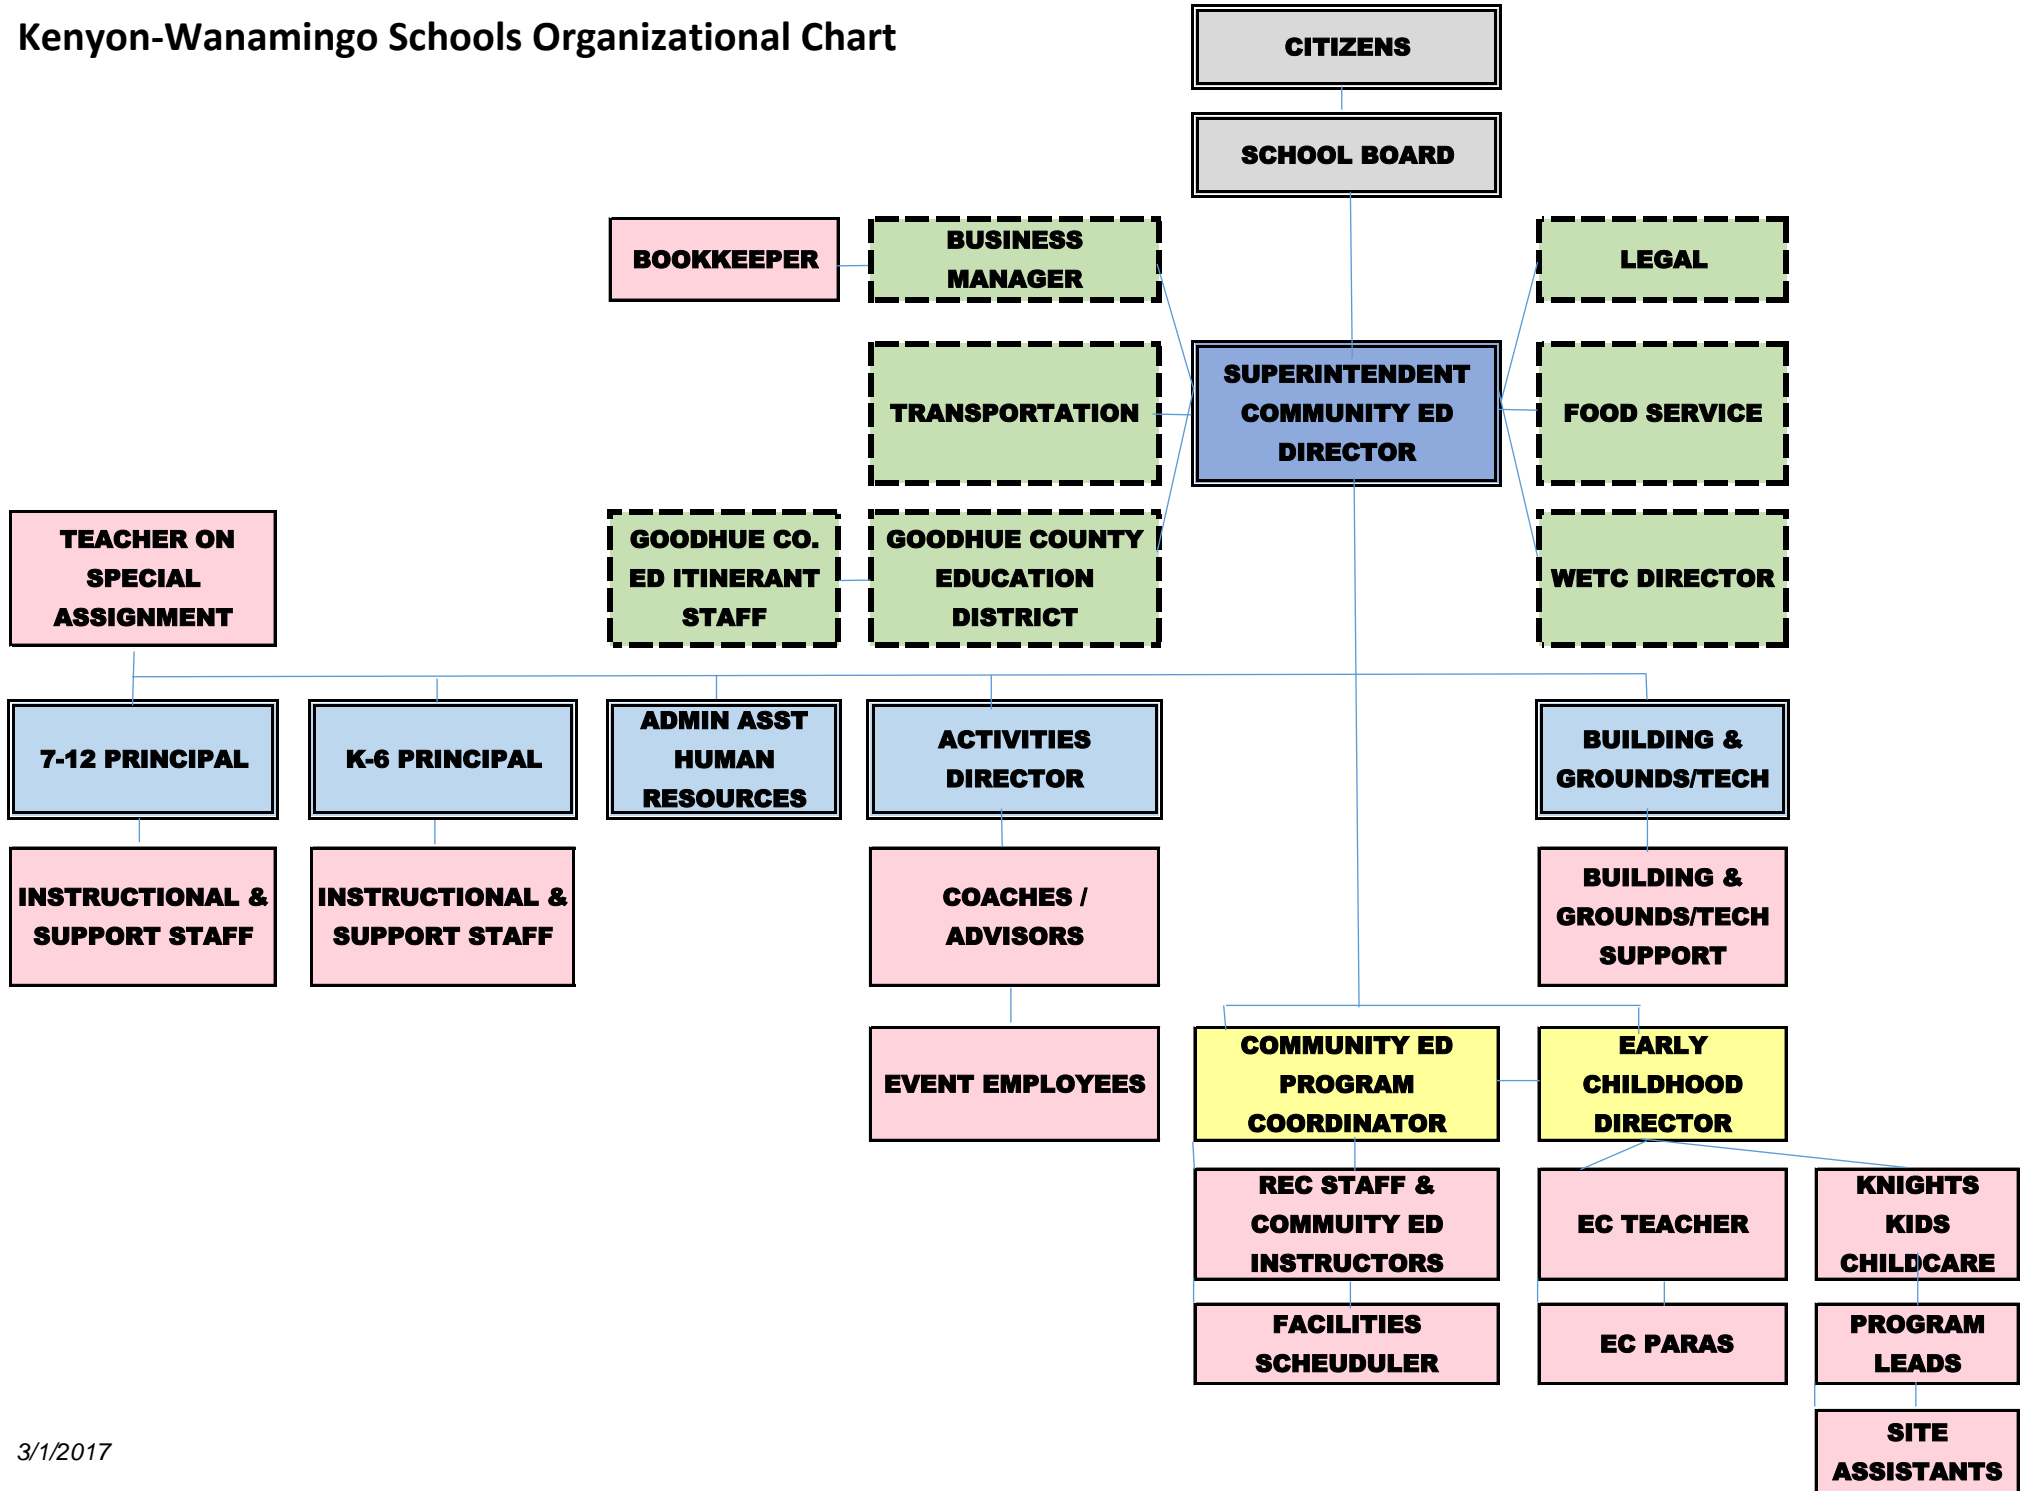 Kenyon-Wanamingo Schools Organizational Chart
CITIZENS
SCHOOL BOARD
BOOKKEEPER
BUSINESS
MANAGER
LEGAL
TRANSPORTATION
SUPERINTENDENT
COMMUNITY ED
DIRECTOR
FOOD SERVICE
TEACHER ON
SPECIAL
ASSIGNMENT
GOODHUE CO.
ED ITINERANT
STAFF
GOODHUE COUNTY
EDUCATION
DISTRICT
WETC DIRECTOR
7-12 PRINCIPAL
K-6 PRINCIPAL
ADMIN ASST
HUMAN
RESOURCES
ACTIVITIES
DIRECTOR
BUILDING &
GROUNDS/TECH
INSTRUCTIONAL &
SUPPORT STAFF
INSTRUCTIONAL &
SUPPORT STAFF
COACHES /
ADVISORS
BUILDING &
GROUNDS/TECH
SUPPORT
EVENT EMPLOYEES
COMMUNITY ED
PROGRAM
COORDINATOR
EARLY
CHILDHOOD
DIRECTOR
REC STAFF &
COMMUITY ED
INSTRUCTORS
EC TEACHER
KNIGHTS
KIDS
CHILDCARE
FACILITIES
SCHEUDULER
EC PARAS
PROGRAM
LEADS
SITE
ASSISTANTS
3/1/2017